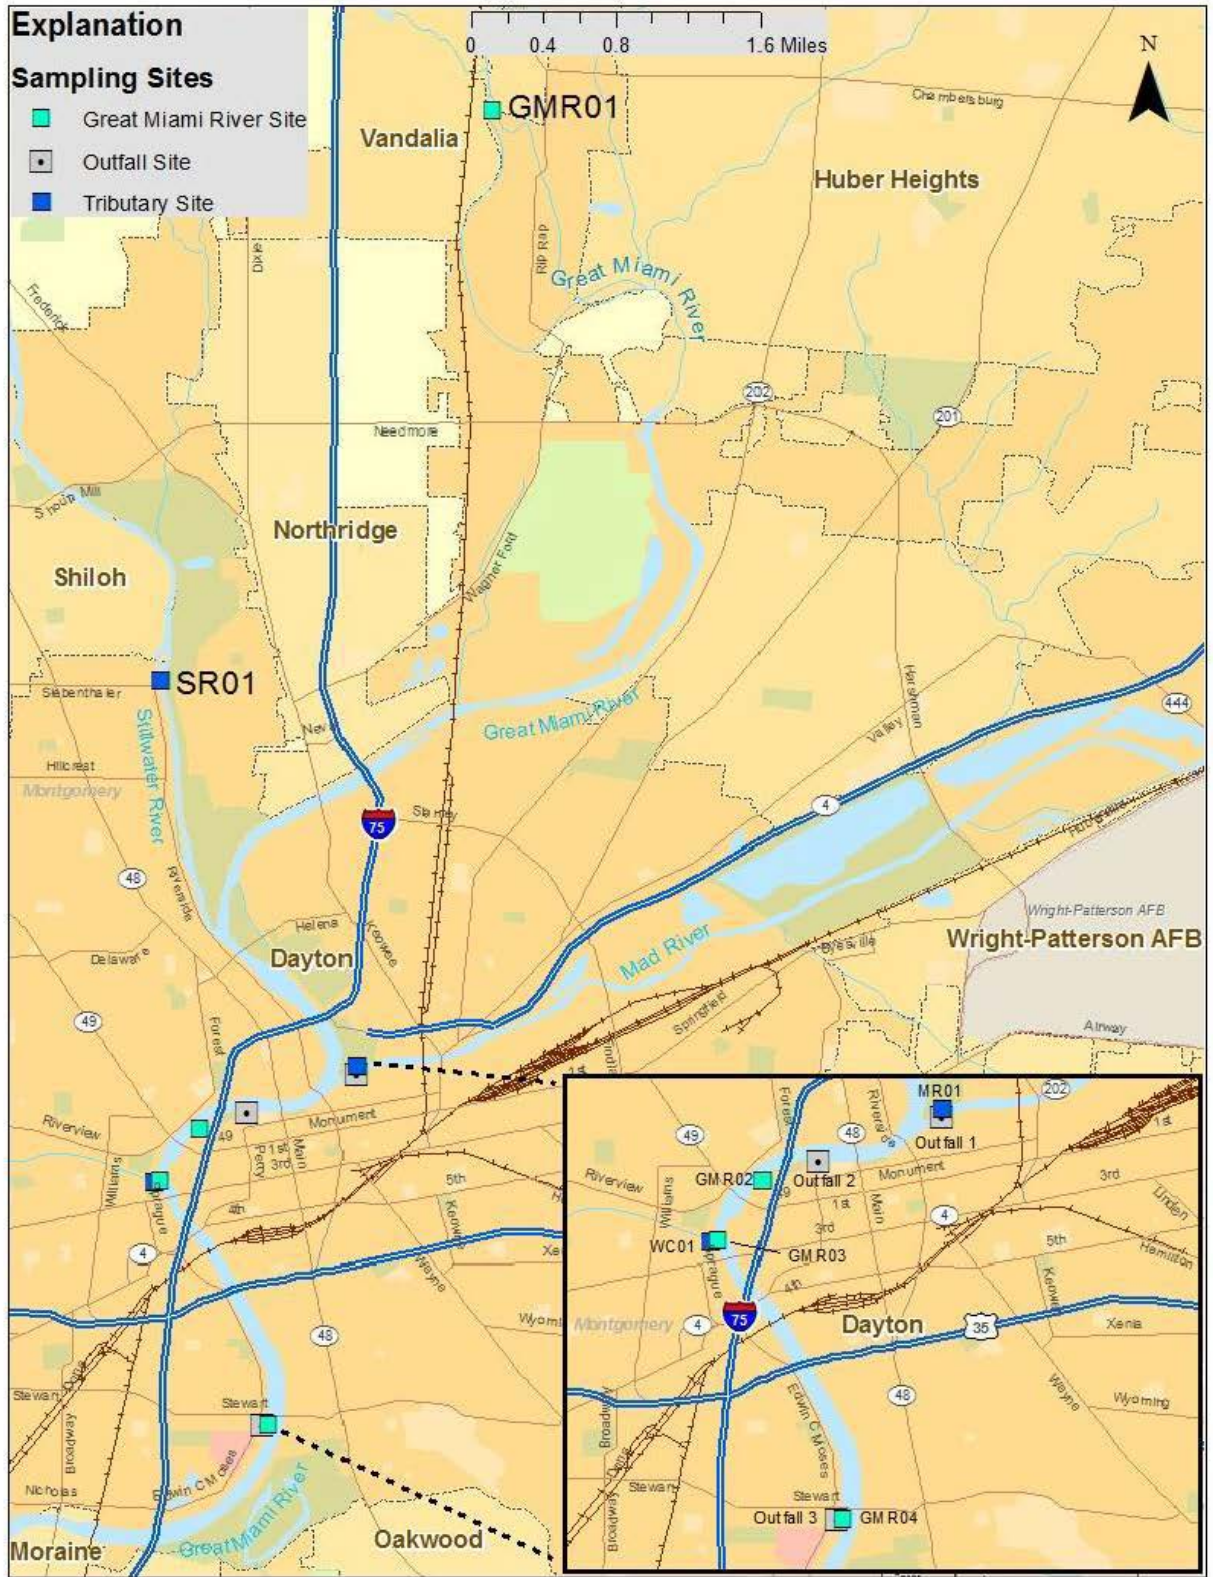 Explanation
Sampling Sites
Great Miami River Site
Outfall Site
Tributary Site
0 0.4 0.8 1.6 Miles
N
GMR01
Chambersburg
Vandalia
Huber Heights
Dixie
Rip Rap
Great Miami River
Frederick
202
201
Needmore
Shoup Mill
Northridge
Wagner Ford
Shiloh
SR01
Siebenthaler
Harshman
444
Great Miami River
Valley
Stillwater River
Hillcrest
Montgomery
4
75
Stanley
48
Riverside
Wright-Patterson AFB
Helena
Keowee
Wright-Patterson AFB
Mad River
Delaware
Dayton
Springfield
49
Forest
Airway
1st
Riverview
49
Monument
1st
3rd
Perry
Main
Williams
5th
Sprague
4th
Keowee
4
Wayne
48
Stewart
Stewart
Broadway
Edwin C Moses
Nicholas
Great Miami River
Oakwood
Moraine
MR01
202
Forest
Riverside
49
48
Outfall 1
1st
Riverview
Williams
GMR02
Outfall 2
Monument
3rd
49
1st
Main
Linden
3rd
4
WC01
GMR03
5th
Hamilton
Sprague
4th
Keowee
Montgomery
4
75
Dayton
35
Xenia
Broadway
Edwin C Moses
48
Wayne
Wyoming
Stewart
Stewart
Broadway
Outfall 3
GMR04